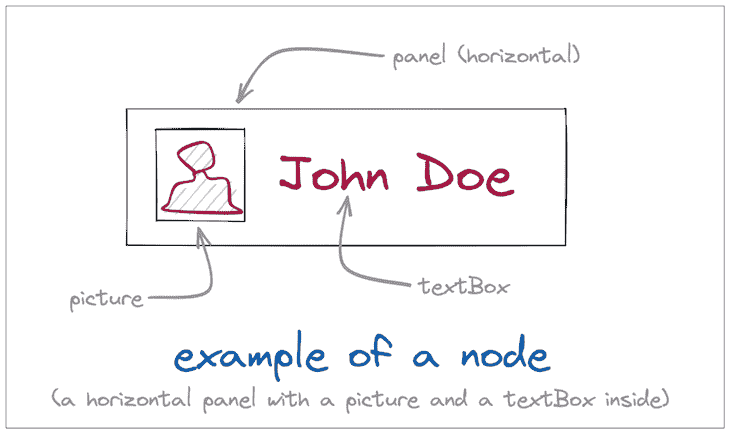 panel (horizontal)
John Doe
picture
textBox
example of a node
(a horizontal panel with a picture and a textBox inside)